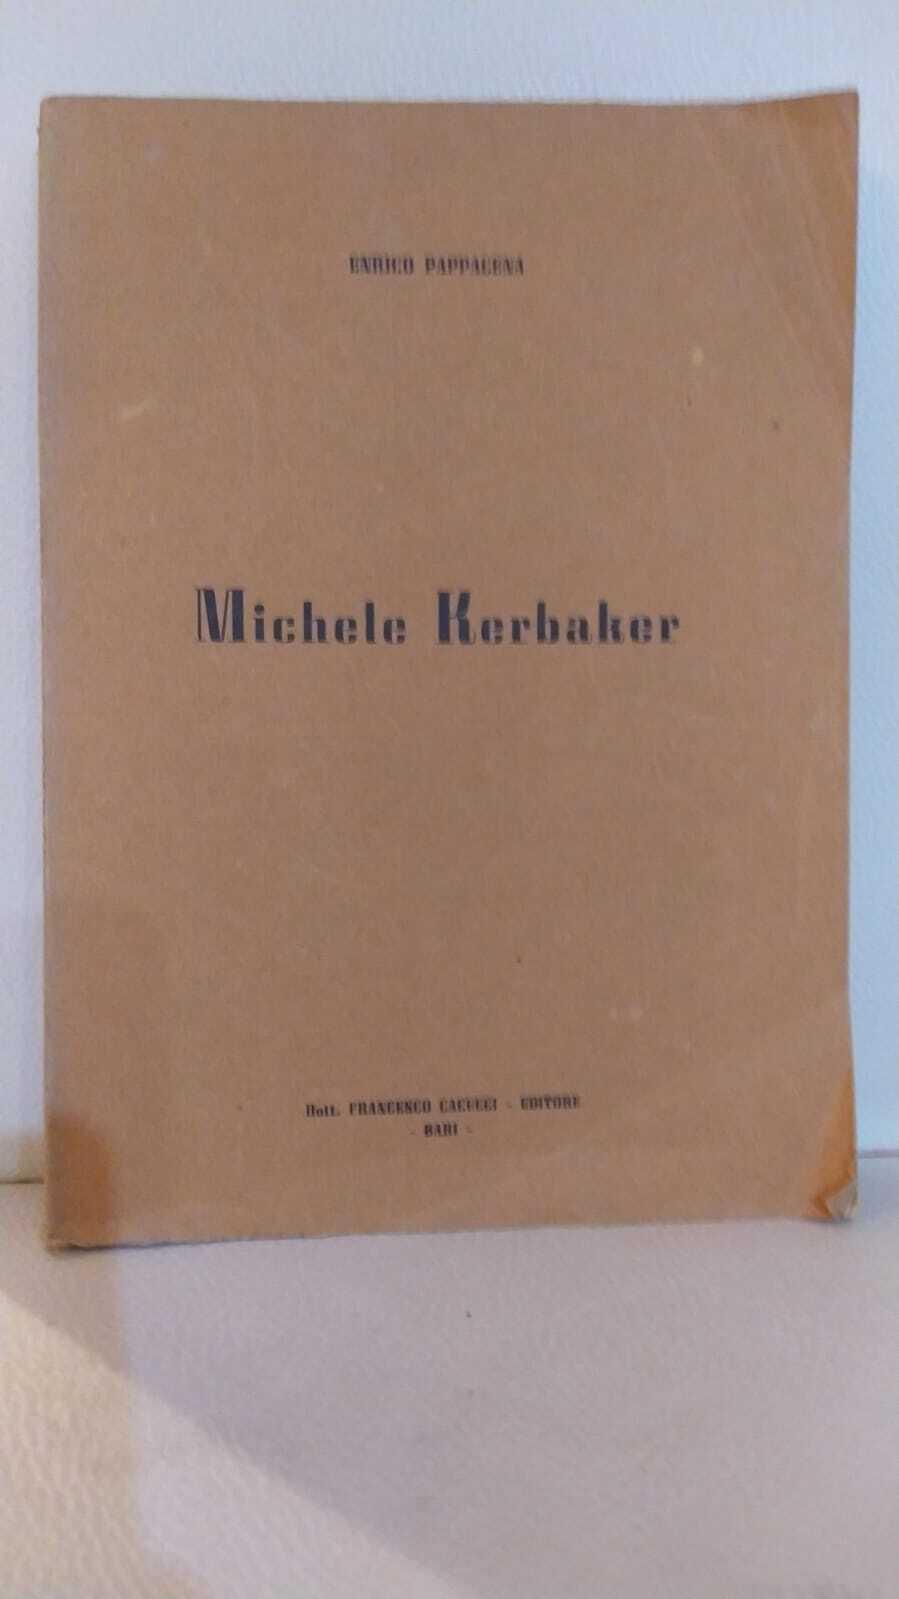 ENRICO PAPPACENA
Michele Kerbaker
Dott. FRANCESCO CACUCCI - EDITORE
- BARI -